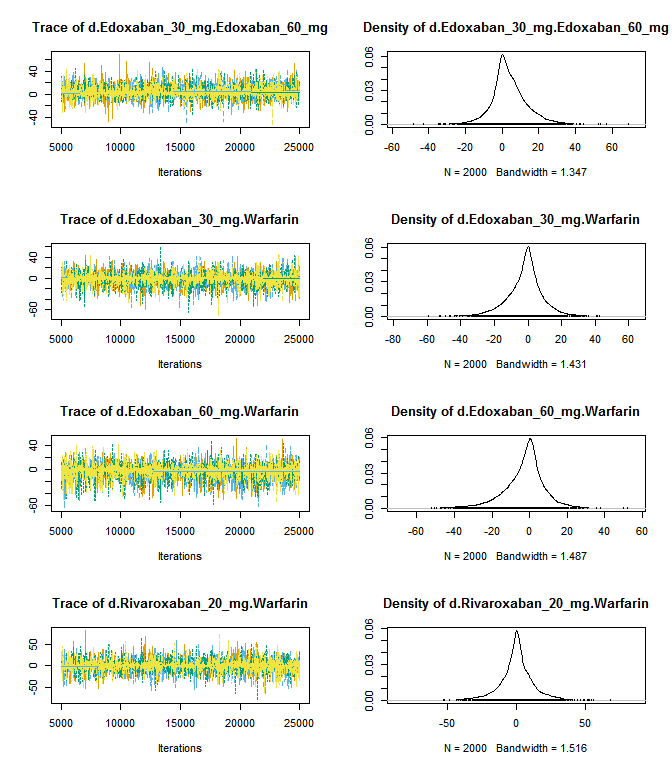 Trace of d.Edoxaban_30_mg.Edoxaban_60_mg
-40 0 40
5000 10000 15000 20000 25000
Iterations
Density of d.Edoxaban_30_mg.Edoxaban_60_mg
0.00 0.03 0.06
-60 -40 -20 0 20 40 60
N = 2000 Bandwidth = 1.347
Trace of d.Edoxaban_30_mg.Warfarin
-60 0 40
5000 10000 15000 20000 25000
Iterations
Density of d.Edoxaban_30_mg.Warfarin
0.00 0.03 0.06
-80 -60 -40 -20 0 20 40 60
N = 2000 Bandwidth = 1.431
Trace of d.Edoxaban_60_mg.Warfarin
-60 0 40
5000 10000 15000 20000 25000
Iterations
Density of d.Edoxaban_60_mg.Warfarin
0.00 0.03 0.06
-60 -40 -20 0 20 40 60
N = 2000 Bandwidth = 1.487
Trace of d.Rivaroxaban_20_mg.Warfarin
-50 0 50
5000 10000 15000 20000 25000
Iterations
Density of d.Rivaroxaban_20_mg.Warfarin
0.00 0.03 0.06
-50 0 50
N = 2000 Bandwidth = 1.516